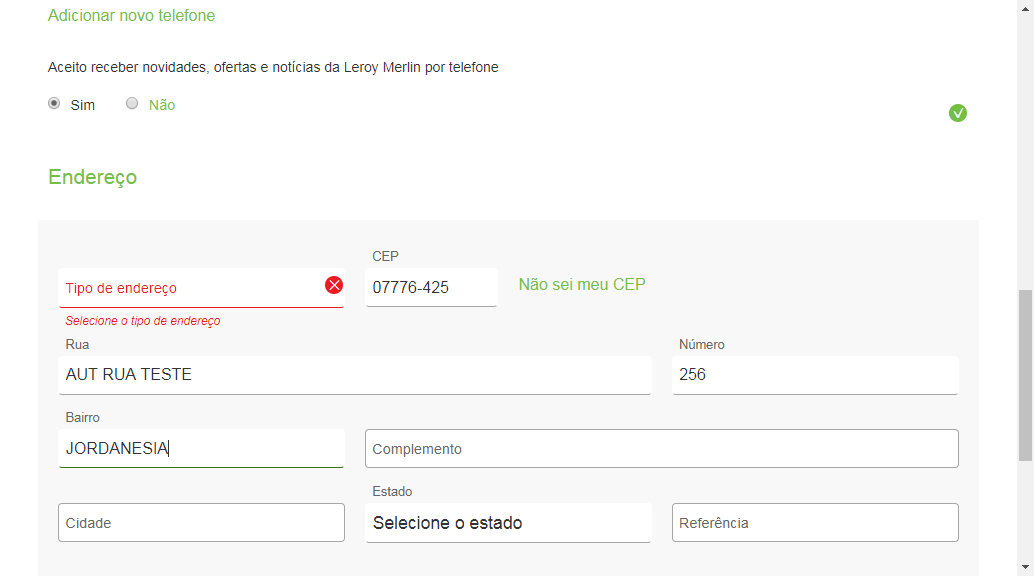 Adicionar novo telefone
Aceito receber novidades, ofertas e notícias da Leroy Merlin por telefone
Sim Não
Endereço
CEP
Tipo de endereço 07776-425 Não sei meu CEP
Selecione o tipo de endereço
Rua Número
AUT RUA TESTE 256
Bairro
JORDANESIA Complemento
Estado
Cidade Selecione o estado Referência